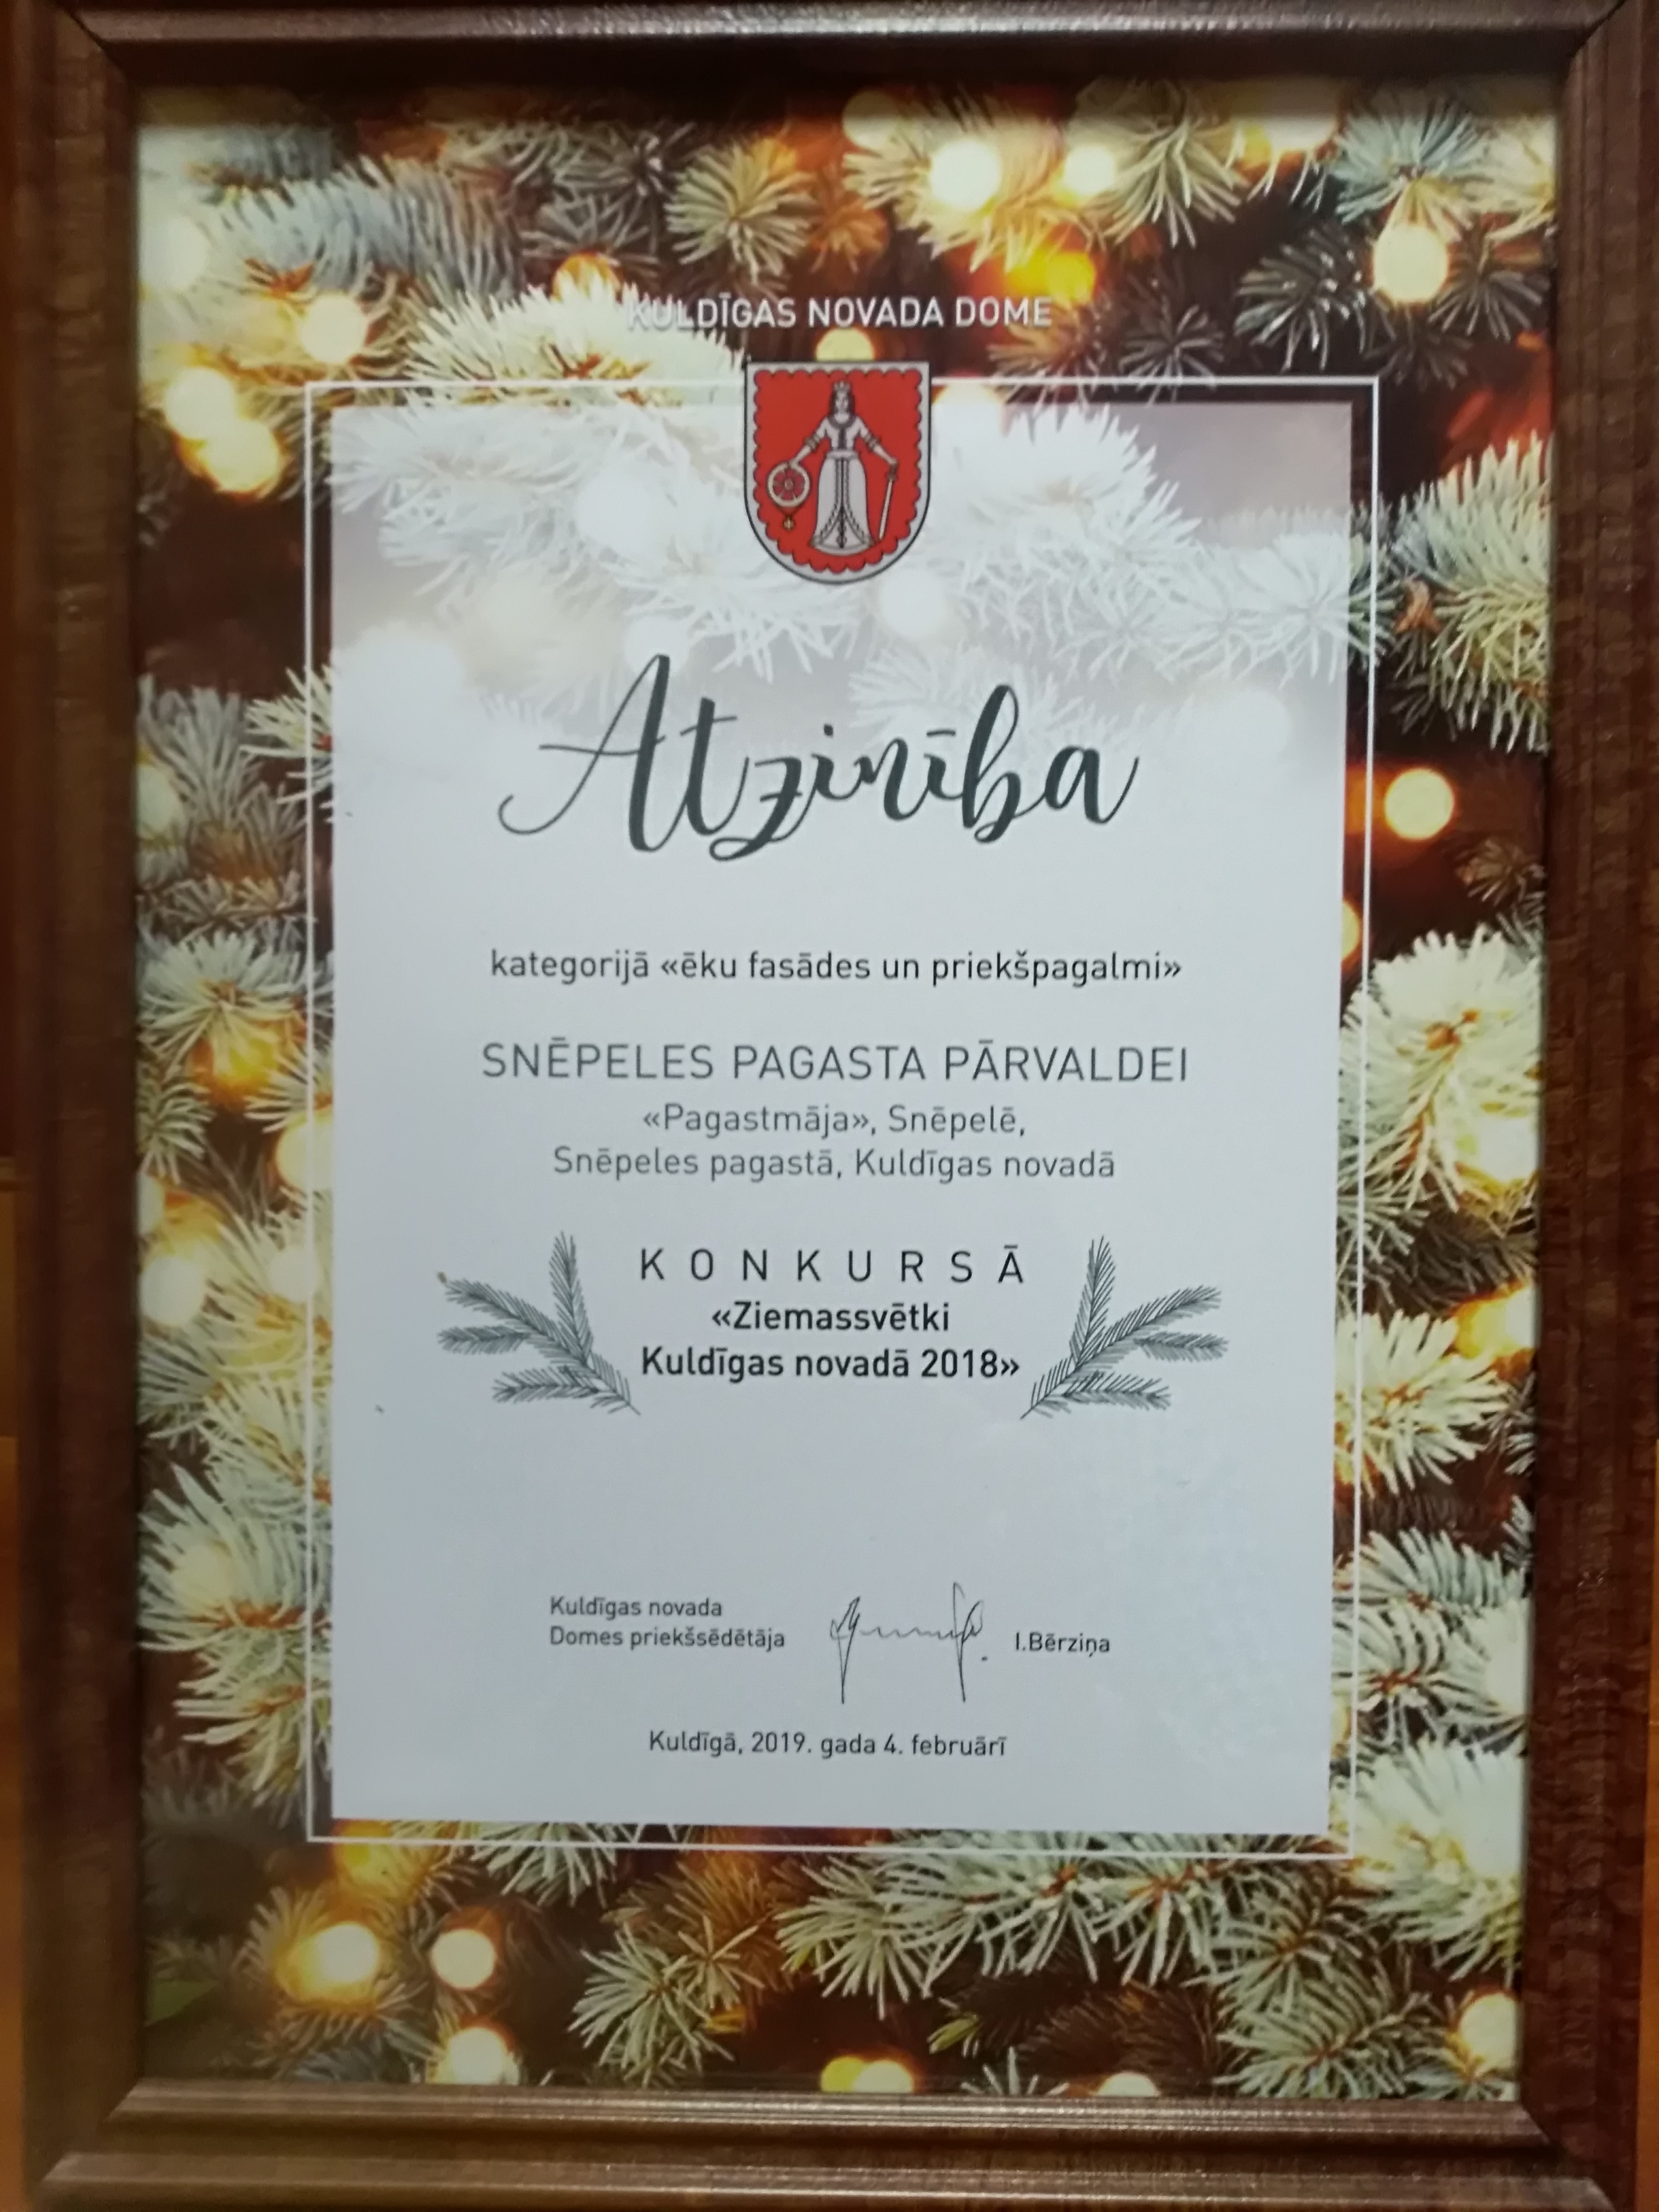 KULDĪGAS NOVADA DOME
Atzinība
kategorijā «ēku fasādes un priekšpagalmi»
SNĒPELES PAGASTA PĀRVALDEI
«Pagastmāja», Snēpelē,
Snēpeles pagastā, Kuldīgas novadā
KONKURSĀ
«Ziemassvētki
Kuldīgas novadā 2018»
Kuldīgas novada
Domes priekšsēdētāja
I.Bērziņa
Kuldīgā, 2019. gada 4. februārī